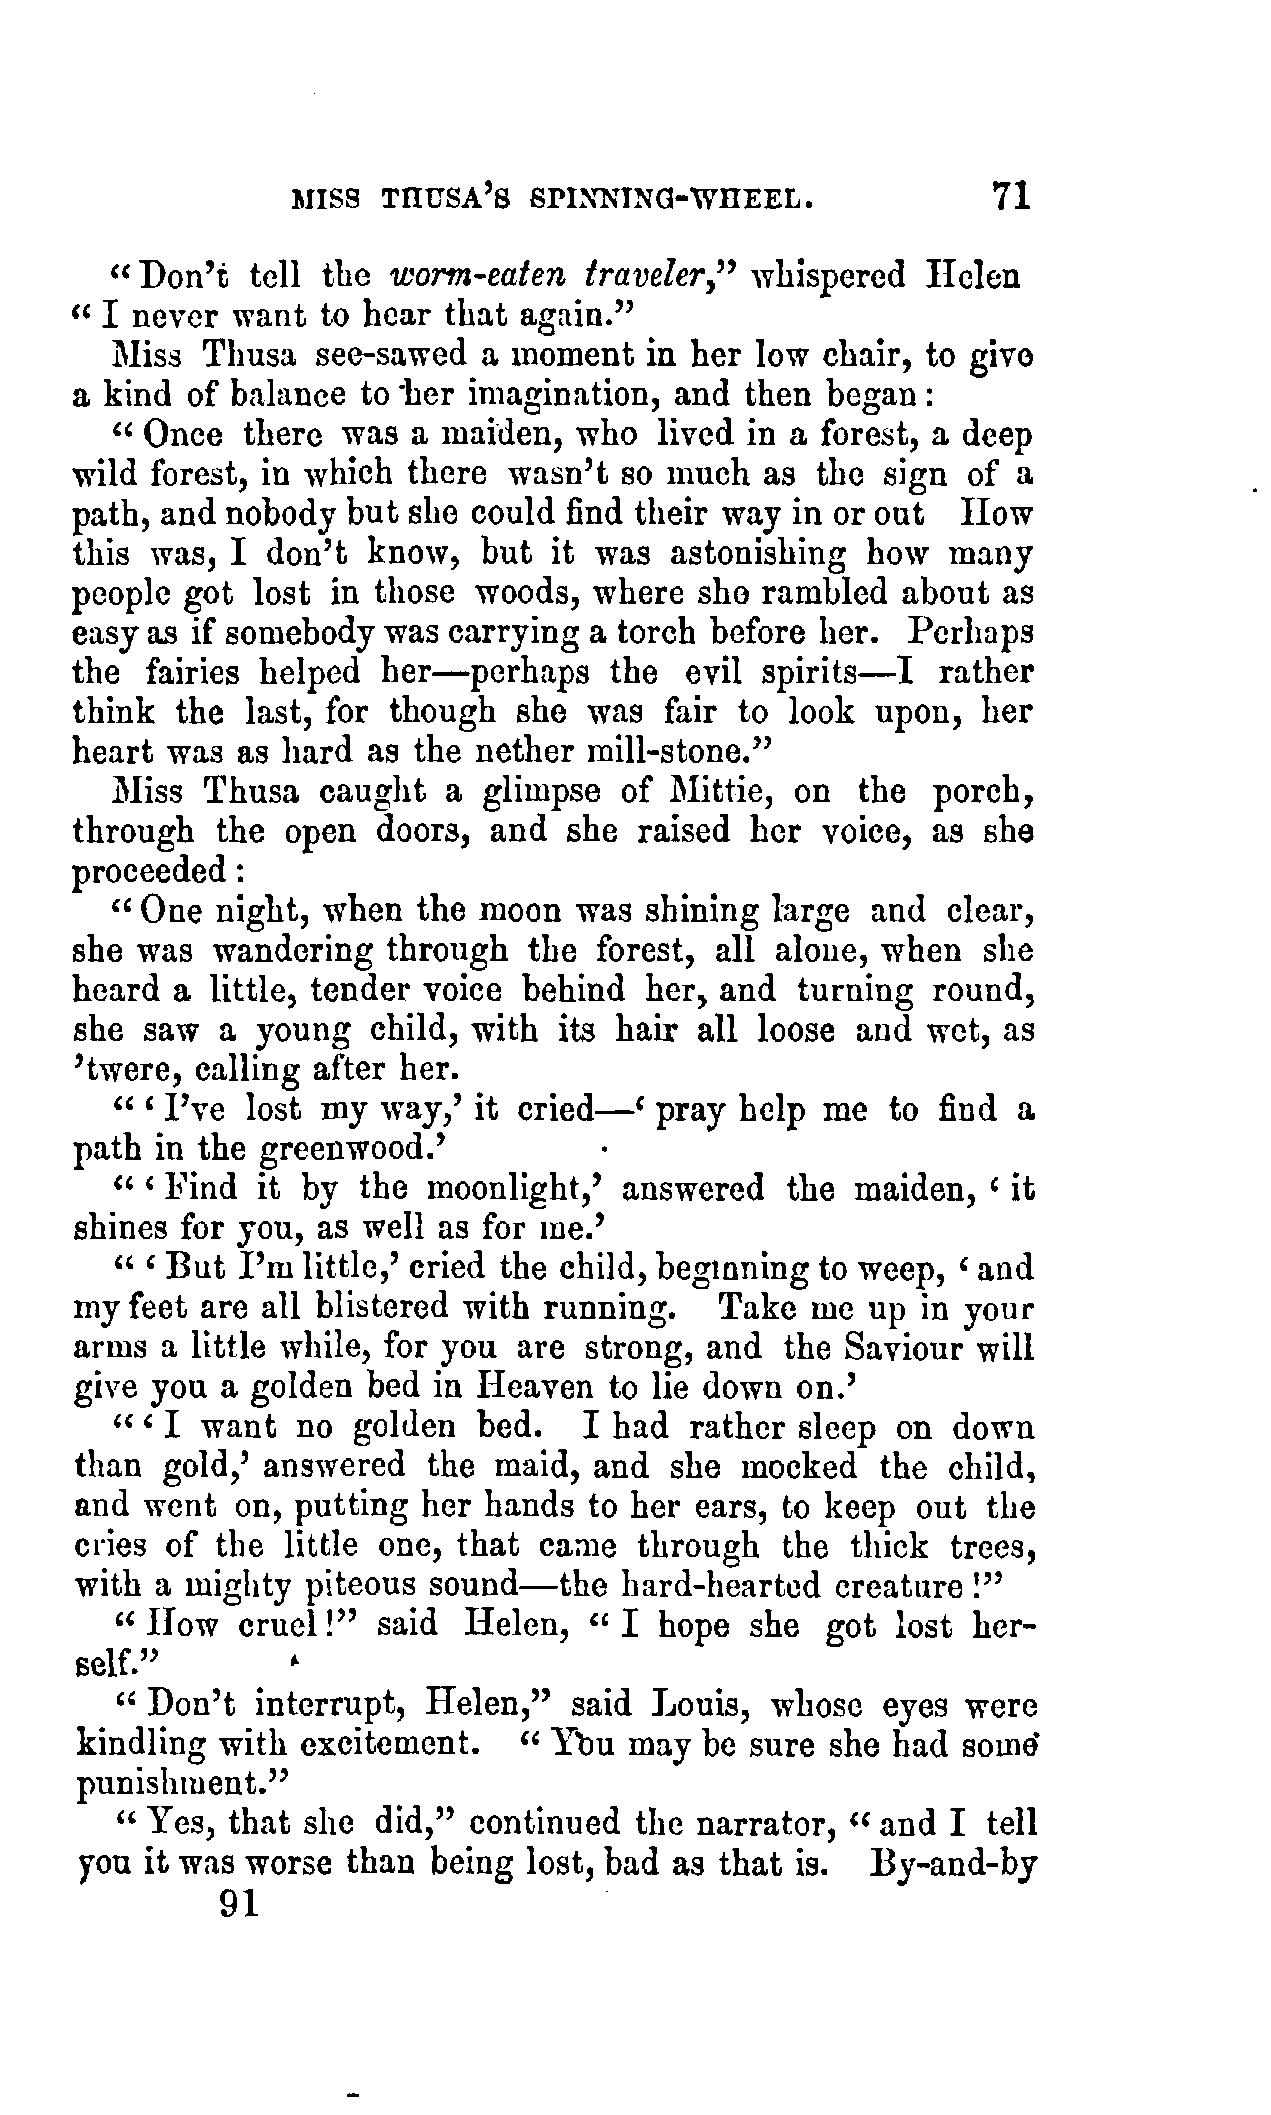 MISS THUSA'S SPINNING-WHEEL. 71
"Don't tell the worm-eaten traveler," whispered Helen
"I never want to hear that again."
Miss Thusa see-sawed a moment in her low chair, to give
a kind of balance to her imagination, and then began:
"Once there was a maiden, who lived in a forest, a deep
wild forest, in which there wasn't so much as the sign of a
path, and nobody but she could find their way in or out How
this was, I don't know, but it was astonishing how many
people got lost in those woods, where she rambled about as
easy as if somebody was carrying a torch before her. Perhaps
the fairies helped her—perhaps the evil spirits—I rather
think the last, for though she was fair to look upon, her
heart was as hard as the nether mill-stone."
Miss Thusa caught a glimpse of Mittie, on the porch,
through the open doors, and she raised her voice, as she
proceeded:
"One night, when the moon was shining large and clear,
she was wandering through the forest, all alone, when she
heard a little, tender voice behind her, and turning round,
she saw a young child, with its hair all loose and wet, as
'twere, calling after her.
"'I've lost my way,' it cried—'pray help me to find a
path in the greenwood.'
"'Find it by the moonlight,' answered the maiden, 'it
shines for you, as well as for me.'
"'But I'm little,' cried the child, beginning to weep, 'and
my feet are all blistered with running. Take me up in your
arms a little while, for you are strong, and the Saviour will
give you a golden bed in Heaven to lie down on.'
"'I want no golden bed. I had rather sleep on down
than gold,' answered the maid, and she mocked the child,
and went on, putting her hands to her ears, to keep out the
cries of the little one, that came through the thick trees,
with a mighty piteous sound—the hard-hearted creature!"
"How cruel!" said Helen, "I hope she got lost her-
self."
"Don't interrupt, Helen," said Louis, whose eyes were
kindling with excitement. "You may be sure she had some
punishment."
"Yes, that she did," continued the narrator, "and I tell
you it was worse than being lost, bad as that is. By-and-by
91